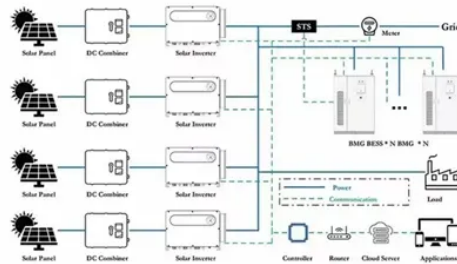 STS
Meter
Grid
Solar Panel DC Combiner Solar Inverter
Solar Panel DC Combiner Solar Inverter
BMG BESS * N BMG * N
Solar Panel DC Combiner Solar Inverter
Power
Communication
Load
Solar Panel DC Combiner Solar Inverter
Controller Router Cloud Server Applications